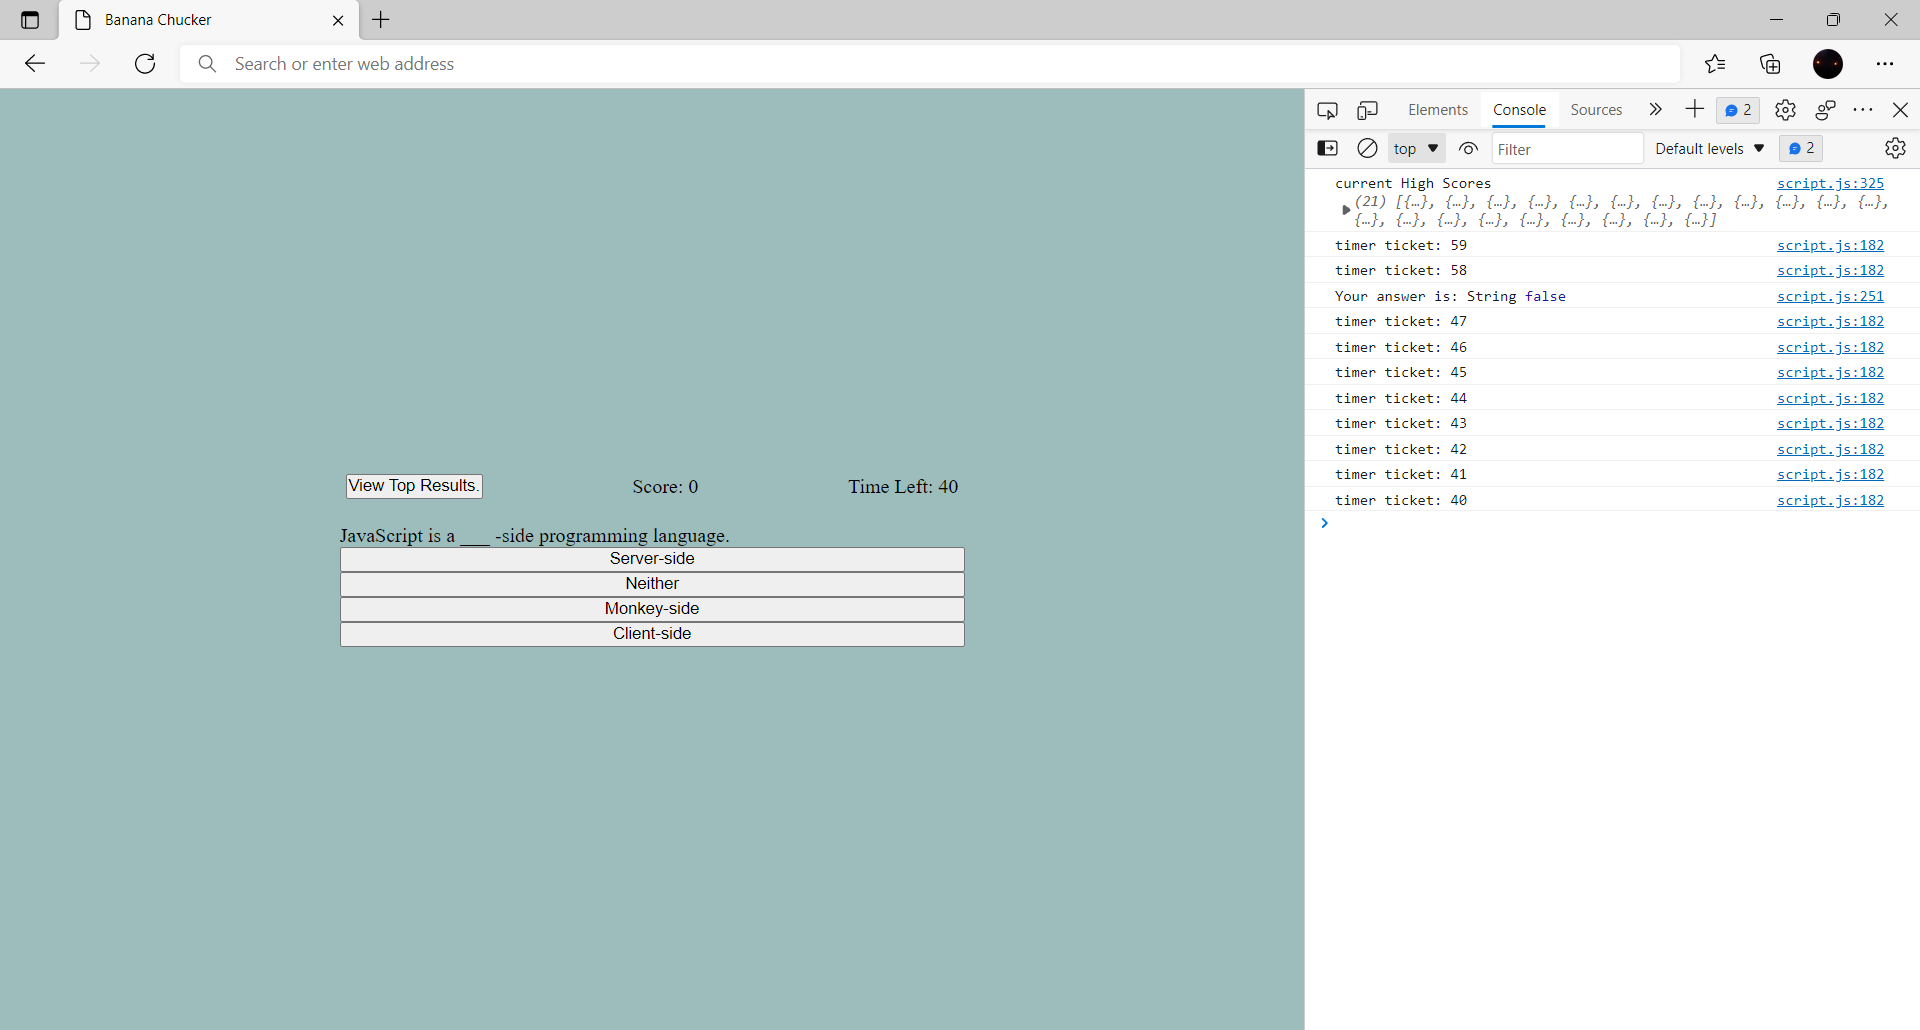 Banana Chucker
Search or enter web address
Elements Console Sources 2
top Filter Default levels 2
current High Scores script.js:325
(21) [{…}, {…}, {…}, {…}, {…}, {…}, {…}, {…}, {…}, {…}, {…}, {…},
{…}, {…}, {…}, {…}, {…}, {…}, {…}, {…}, {…}]
timer ticket: 59 script.js:182
timer ticket: 58 script.js:182
Your answer is: String false script.js:251
timer ticket: 47 script.js:182
timer ticket: 46 script.js:182
timer ticket: 45 script.js:182
timer ticket: 44 script.js:182
timer ticket: 43 script.js:182
timer ticket: 42 script.js:182
timer ticket: 41 script.js:182
timer ticket: 40 script.js:182
View Top Results. Score: 0 Time Left: 40
JavaScript is a ___ -side programming language.
Server-side
Neither
Monkey-side
Client-side